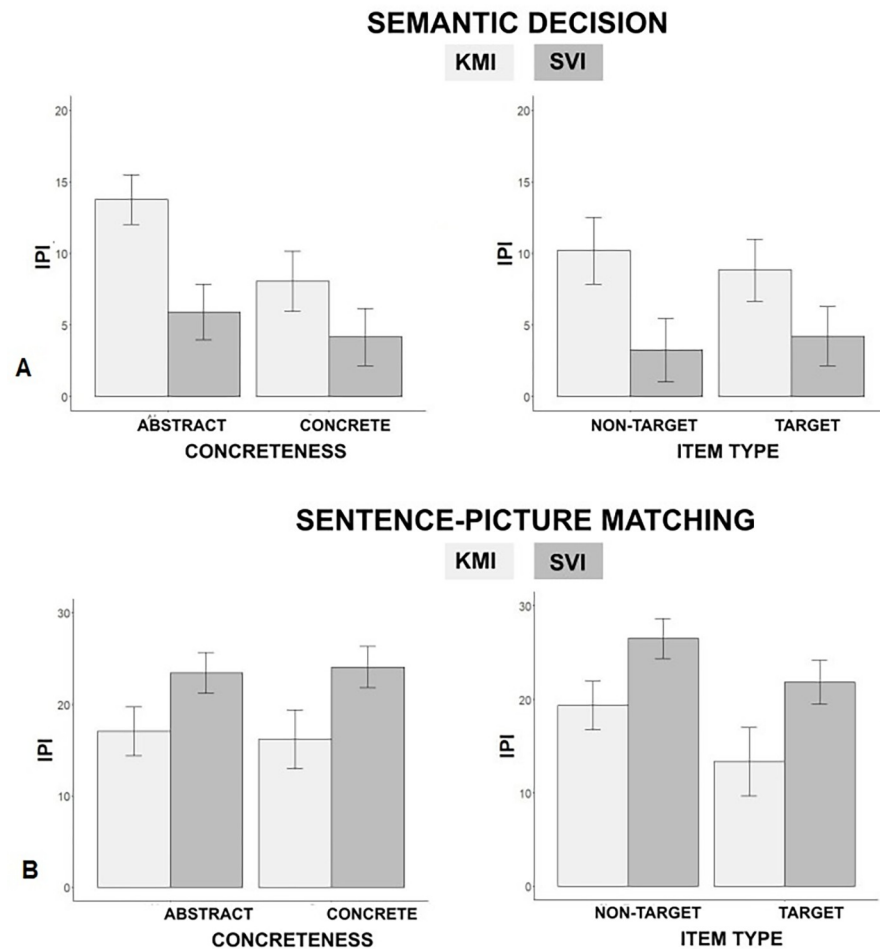 SEMANTIC DECISION
KMI SVI
20
15
10
5
0
IPI
ABSTRACT CONCRETE
CONCRETENESS
20
15
10
5
0
IPI
NON-TARGET TARGET
ITEM TYPE
A
SENTENCE-PICTURE MATCHING
KMI SVI
30
20
10
0
IPI
ABSTRACT CONCRETE
CONCRETENESS
30
20
10
0
IPI
NON-TARGET TARGET
ITEM TYPE
B